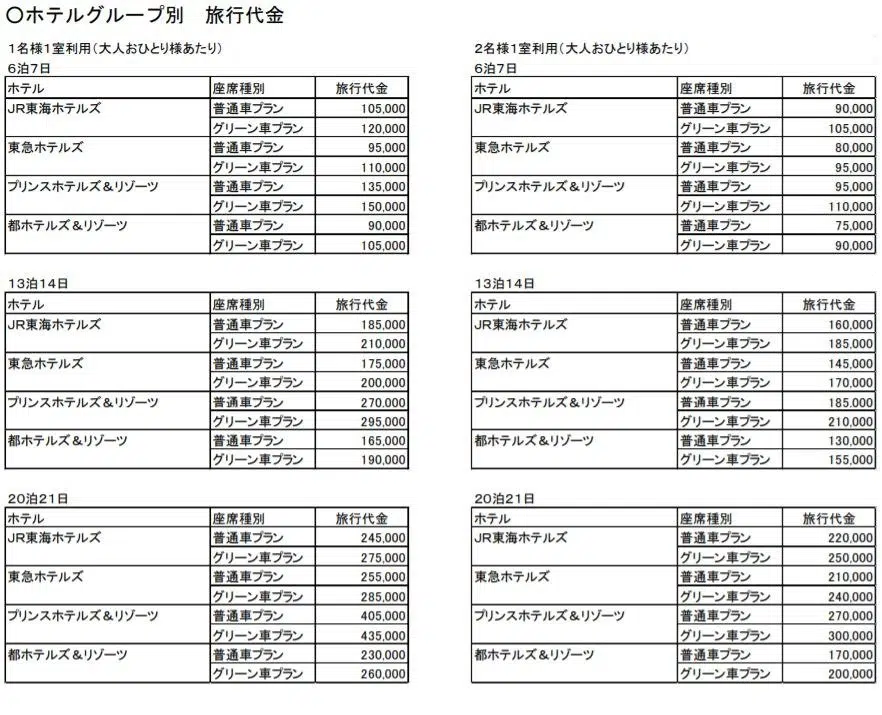 〇ホテルグループ別　旅行代金
１名様１室利用（大人おひとり様あたり）
６泊７日
ホテル 座席種別 旅行代金
JR東海ホテルズ 普通車プラン 105,000
グリーン車プラン 120,000
東急ホテルズ 普通車プラン 95,000
グリーン車プラン 110,000
プリンスホテルズ＆リゾーツ 普通車プラン 135,000
グリーン車プラン 150,000
都ホテルズ＆リゾーツ 普通車プラン 90,000
グリーン車プラン 105,000
１３泊１４日
ホテル 座席種別 旅行代金
JR東海ホテルズ 普通車プラン 185,000
グリーン車プラン 210,000
東急ホテルズ 普通車プラン 175,000
グリーン車プラン 200,000
プリンスホテルズ＆リゾーツ 普通車プラン 270,000
グリーン車プラン 295,000
都ホテルズ＆リゾーツ 普通車プラン 165,000
グリーン車プラン 190,000
２０泊２１日
ホテル 座席種別 旅行代金
JR東海ホテルズ 普通車プラン 245,000
グリーン車プラン 275,000
東急ホテルズ 普通車プラン 255,000
グリーン車プラン 285,000
プリンスホテルズ＆リゾーツ 普通車プラン 405,000
グリーン車プラン 435,000
都ホテルズ＆リゾーツ 普通車プラン 230,000
グリーン車プラン 260,000
２名様１室利用（大人おひとり様あたり）
６泊７日
ホテル 座席種別 旅行代金
JR東海ホテルズ 普通車プラン 90,000
グリーン車プラン 105,000
東急ホテルズ 普通車プラン 80,000
グリーン車プラン 95,000
プリンスホテルズ＆リゾーツ 普通車プラン 95,000
グリーン車プラン 110,000
都ホテルズ＆リゾーツ 普通車プラン 75,000
グリーン車プラン 90,000
１３泊１４日
ホテル 座席種別 旅行代金
JR東海ホテルズ 普通車プラン 160,000
グリーン車プラン 185,000
東急ホテルズ 普通車プラン 145,000
グリーン車プラン 170,000
プリンスホテルズ＆リゾーツ 普通車プラン 185,000
グリーン車プラン 210,000
都ホテルズ＆リゾーツ 普通車プラン 130,000
グリーン車プラン 155,000
２０泊２１日
ホテル 座席種別 旅行代金
JR東海ホテルズ 普通車プラン 220,000
グリーン車プラン 250,000
東急ホテルズ 普通車プラン 210,000
グリーン車プラン 240,000
プリンスホテルズ＆リゾーツ 普通車プラン 270,000
グリーン車プラン 300,000
都ホテルズ＆リゾーツ 普通車プラン 170,000
グリーン車プラン 200,000